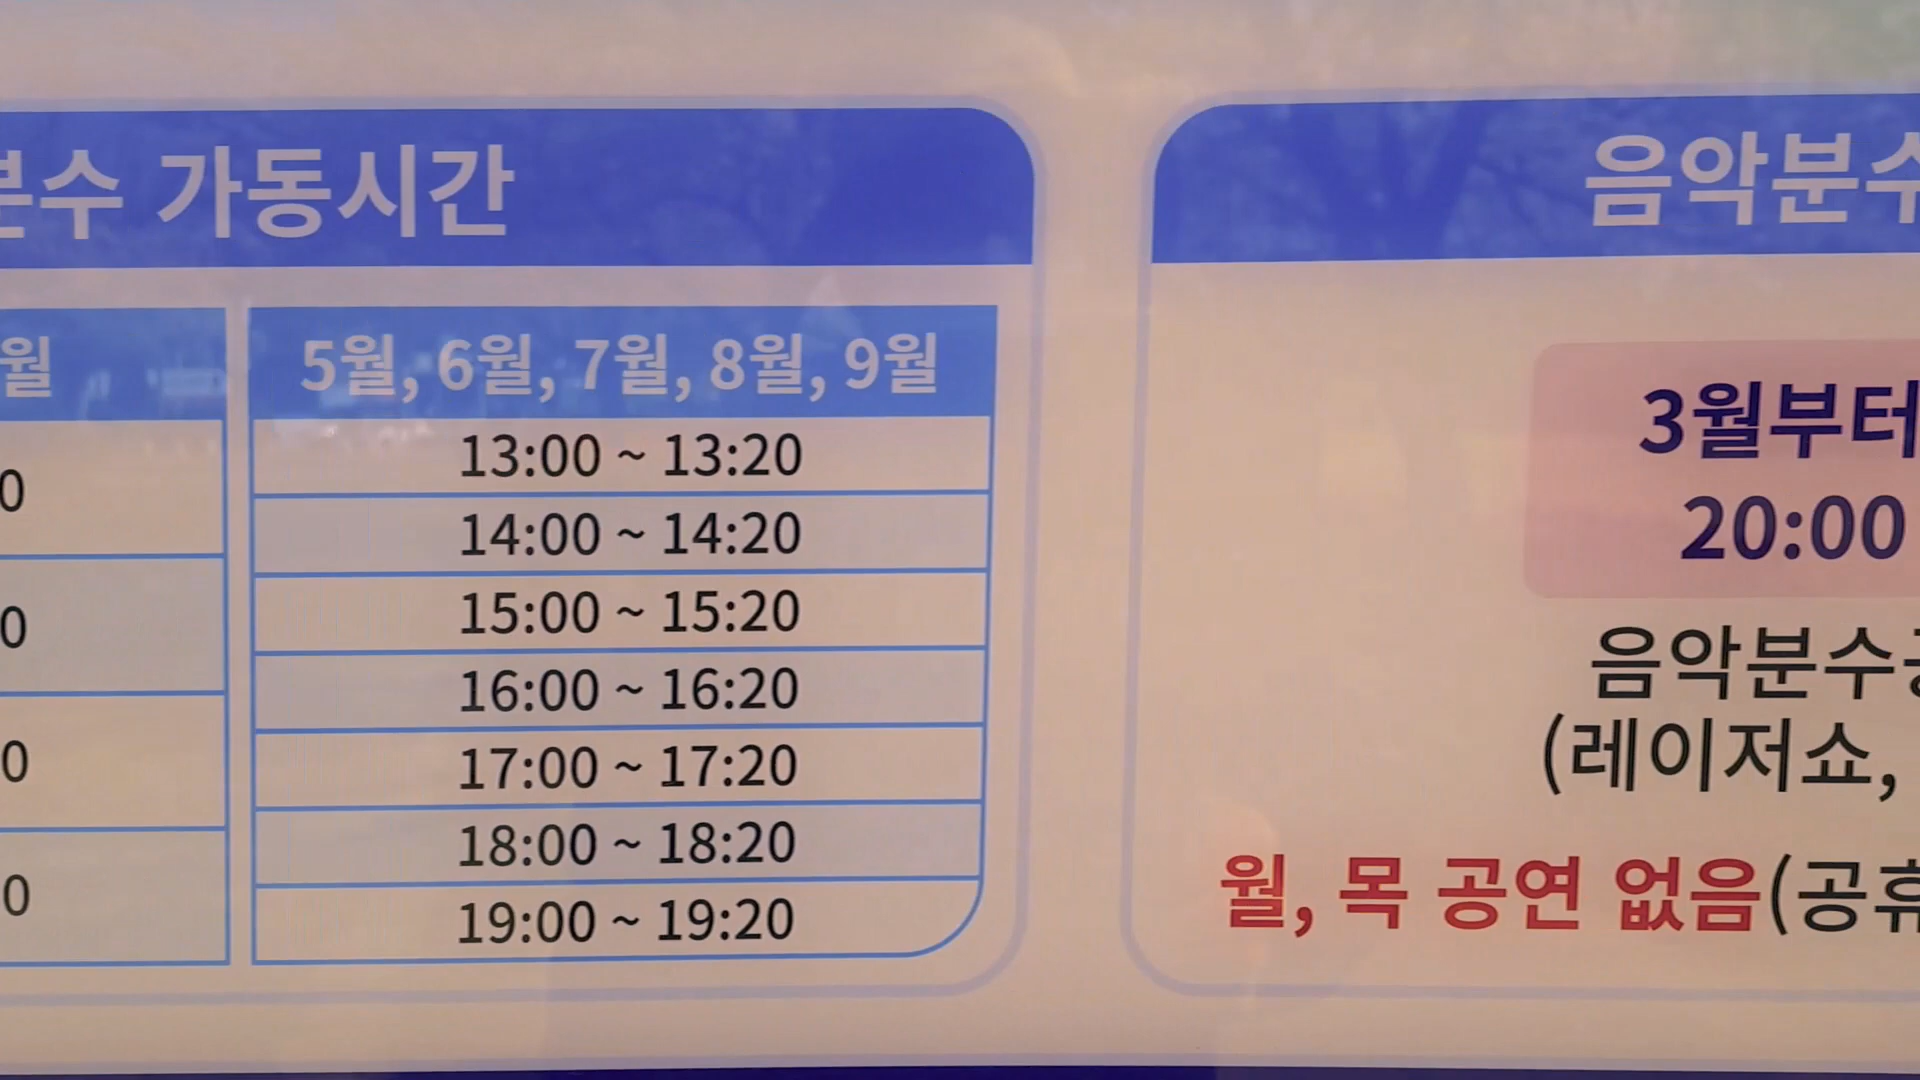 분수 가동시간
월
0
0
0
0
5월, 6월, 7월, 8월, 9월
13:00 ~ 13:20
14:00 ~ 14:20
15:00 ~ 15:20
16:00 ~ 16:20
17:00 ~ 17:20
18:00 ~ 18:20
19:00 ~ 19:20
음악분수
3월부터
20:00
음악분수
(레이저쇼,
월, 목 공연 없음(공휴